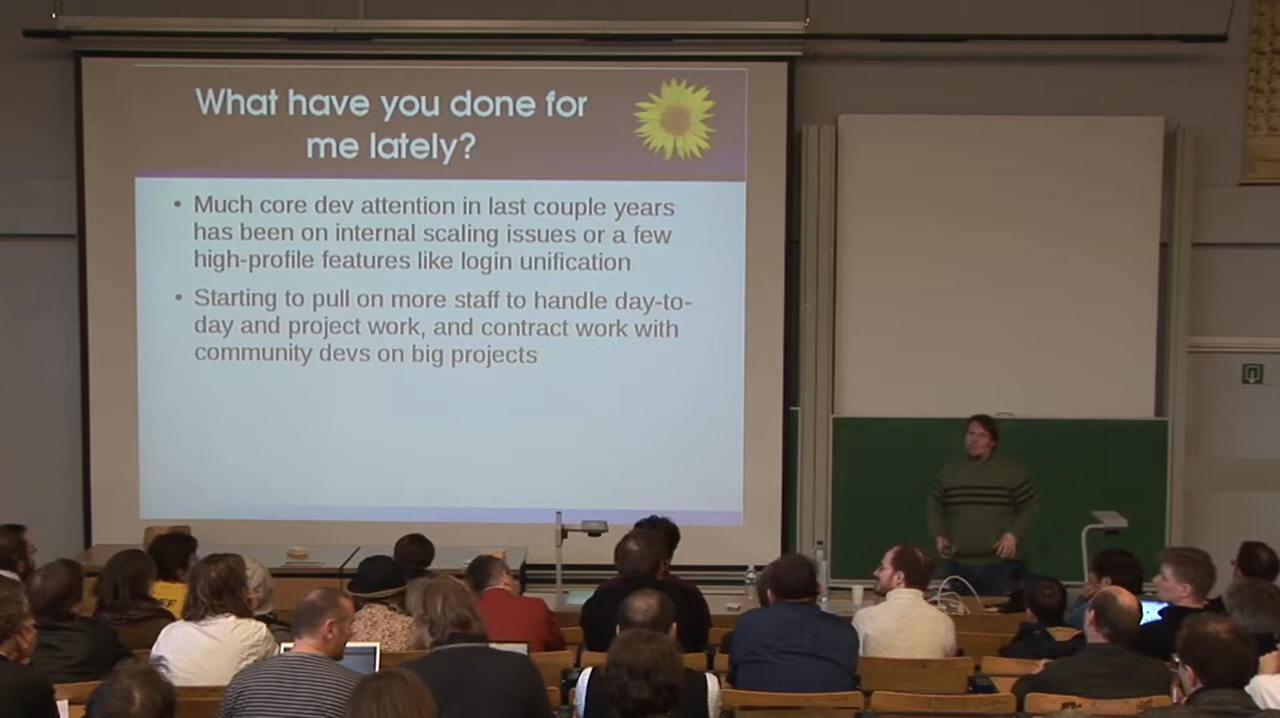 What have you done for
me lately?
• Much core dev attention in last couple years
has been on internal scaling issues or a few
high-profile features like login unification
• Starting to pull on more staff to handle day-to-
day and project work, and contract work with
community devs on big projects